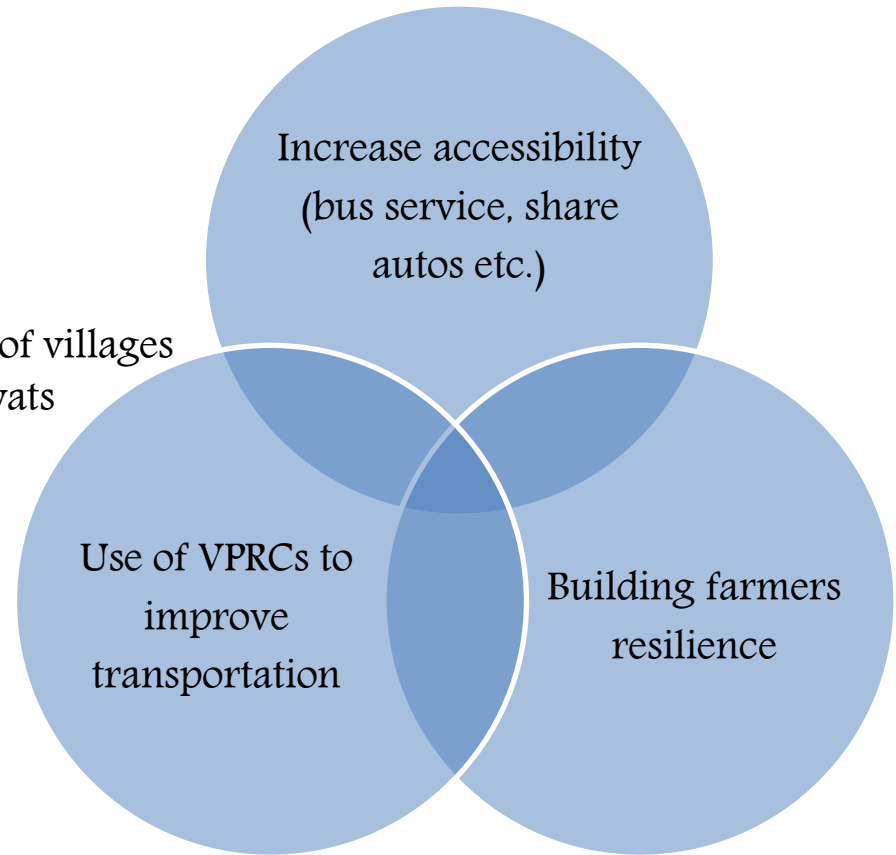 Increase accessibility
(bus service, share
autos etc.)
of villages
Use of VPRCs to
improve
transportation
Building farmers
resilience